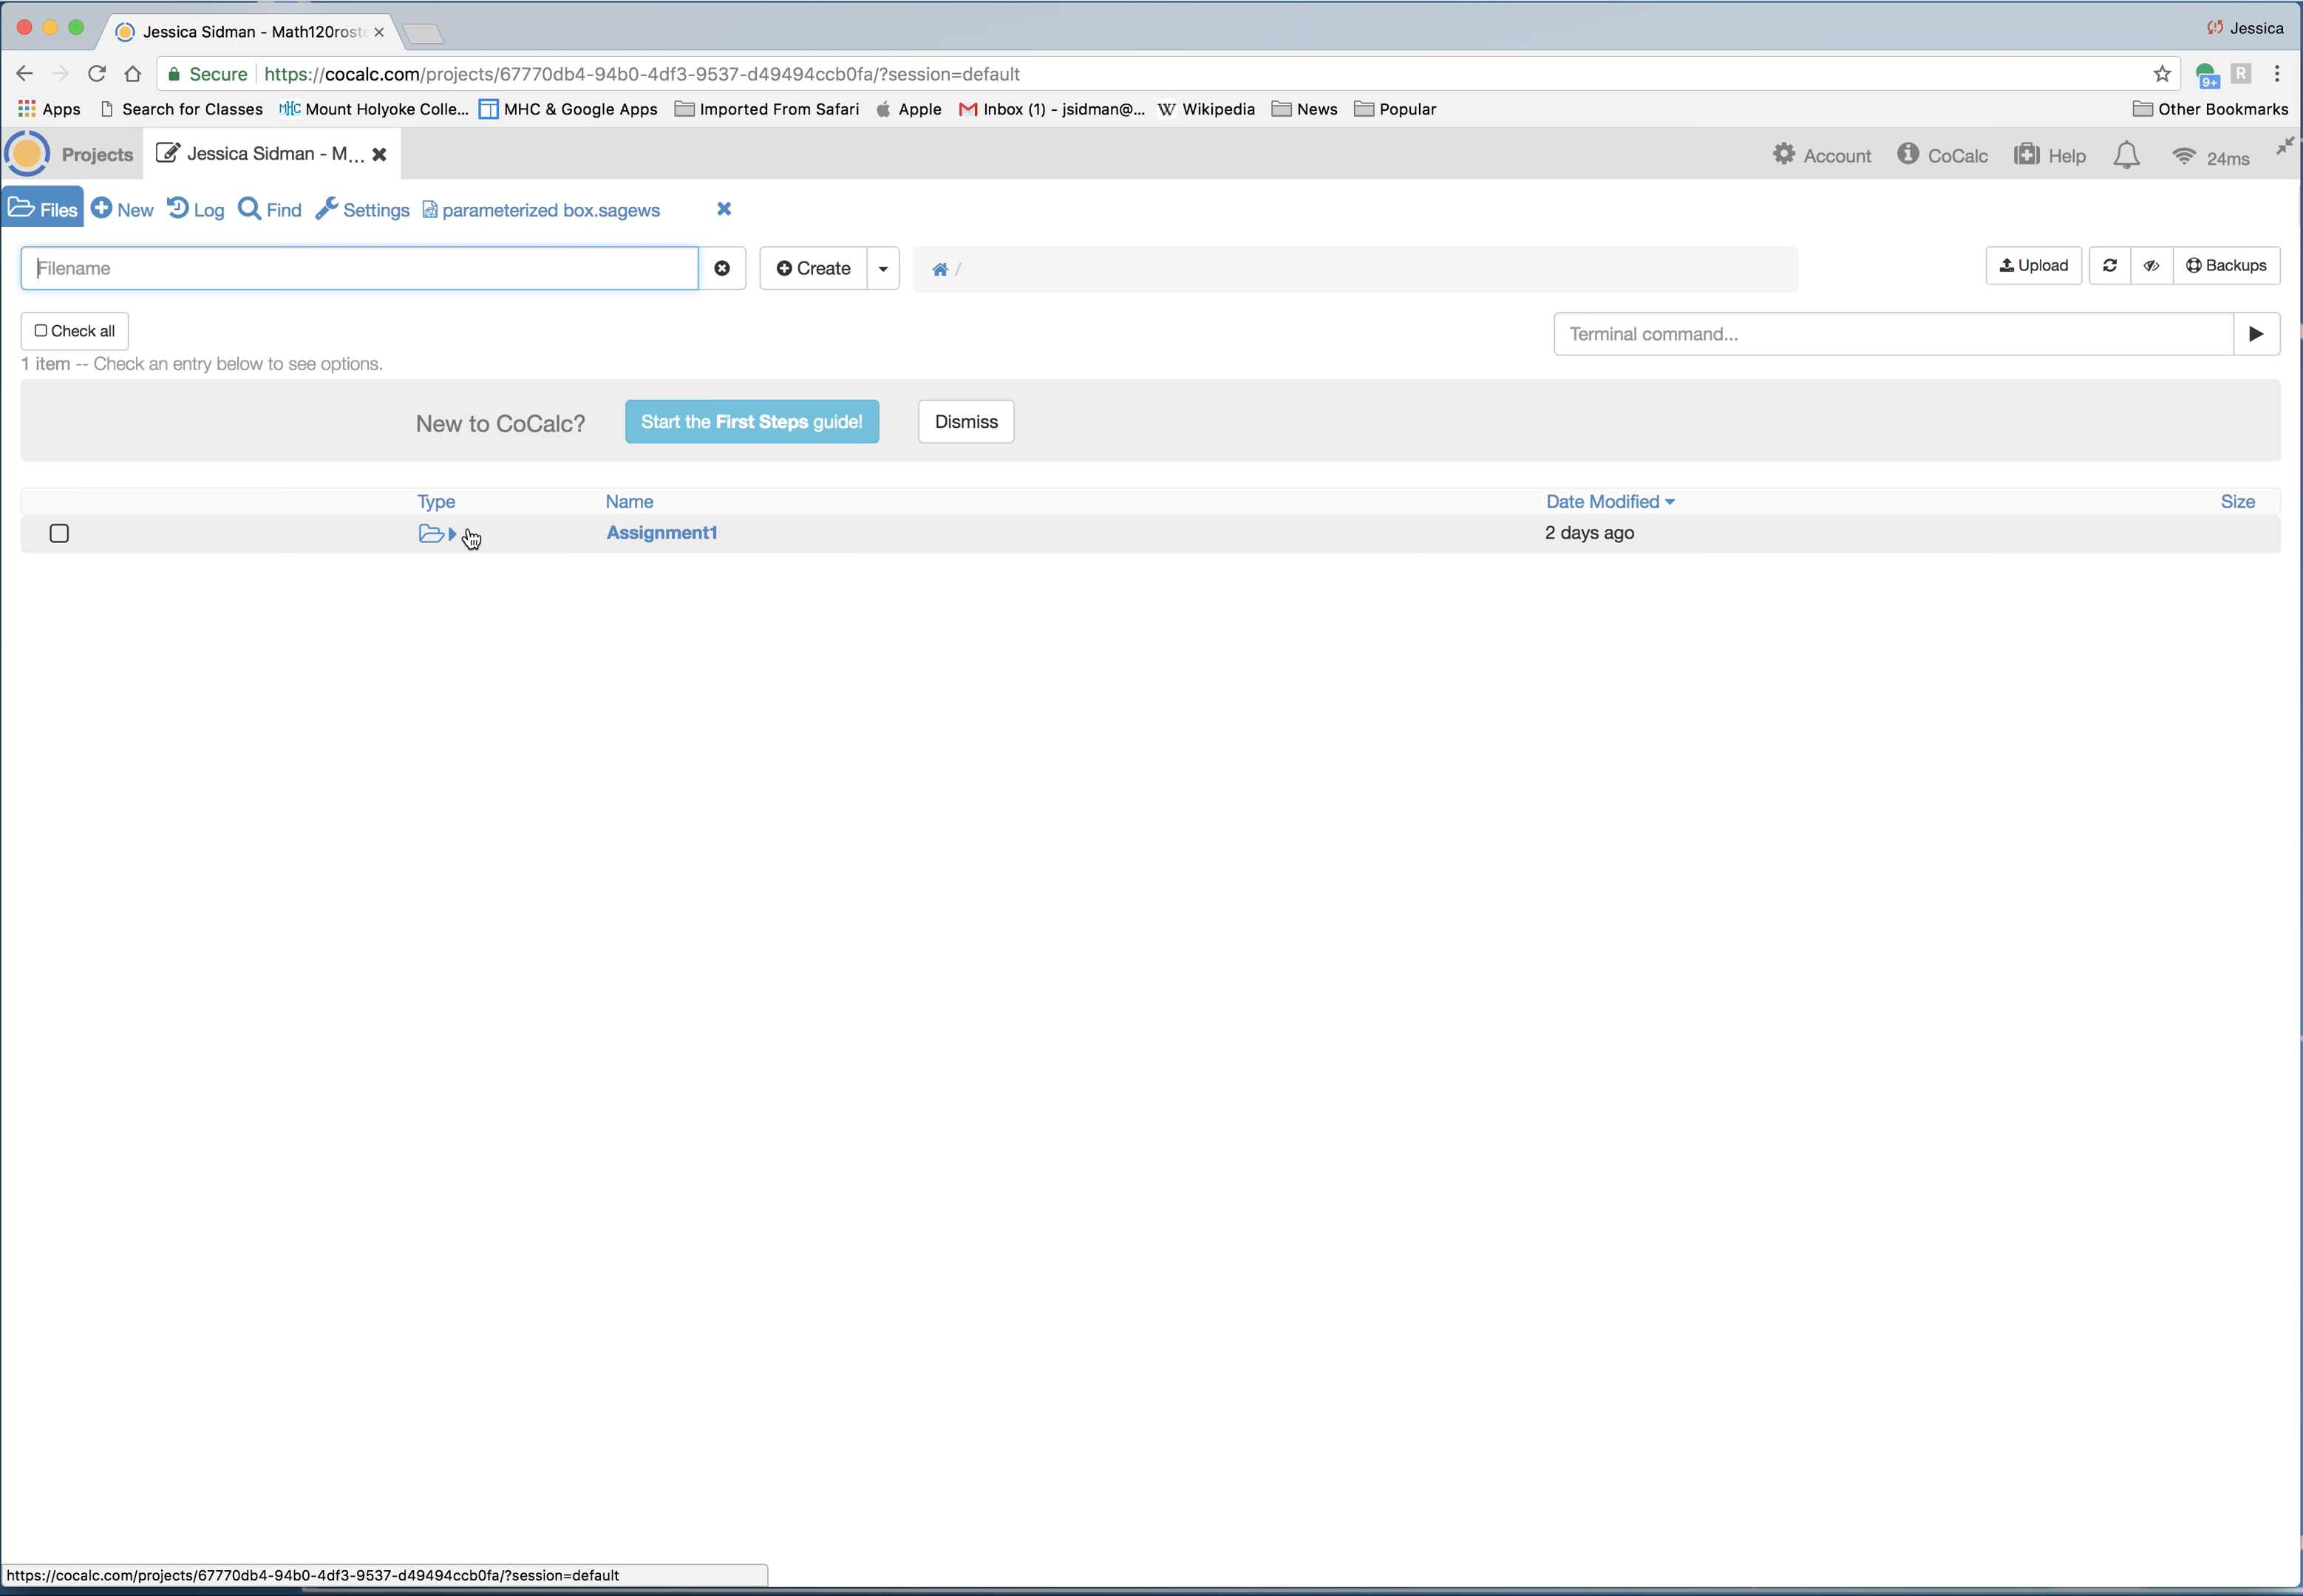 Jessica Sidman - Math120rost
Jessica
Secure https://cocalc.com/projects/67770db4-94b0-4df3-9537-d49494ccb0fa/?session=default
9+ R
Apps Search for Classes MHC Mount Holyoke Colle... MHC & Google Apps Imported From Safari Apple Inbox (1) - jsidman@... W Wikipedia News Popular Other Bookmarks
Projects Jessica Sidman - M... Account CoCalc Help 24ms
Files New Log Find Settings parameterized box.sagews
Filename Create / Upload Backups
Check all Terminal command...
1 item -- Check an entry below to see options.
New to CoCalc? Start the First Steps guide! Dismiss
Type Name Date Modified Size
Assignment1 2 days ago
https://cocalc.com/projects/67770db4-94b0-4df3-9537-d49494ccb0fa/?session=default